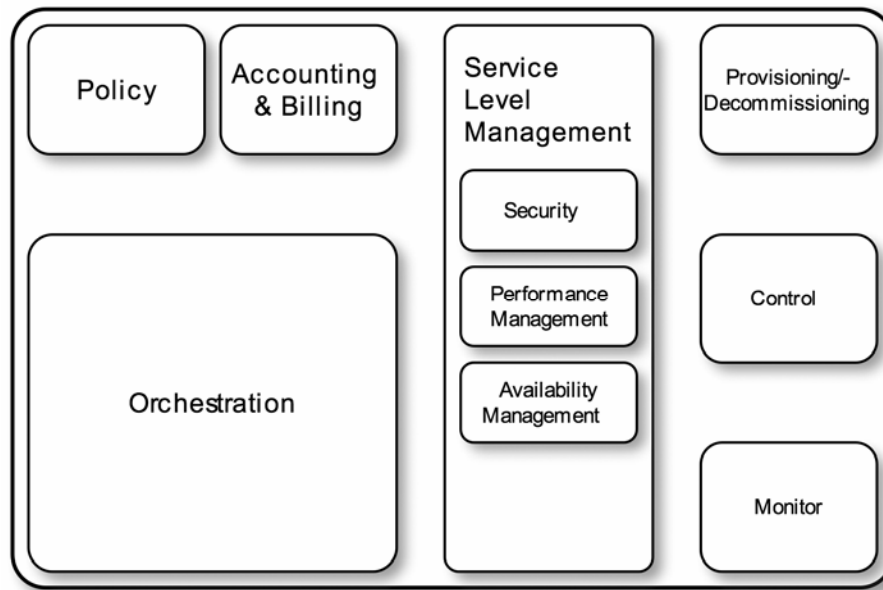 Policy
Accounting
& Billing
Service
Level
Management
Provisioning/-
Decommissioning
Security
Performance
Management
Control
Availability
Management
Orchestration
Monitor